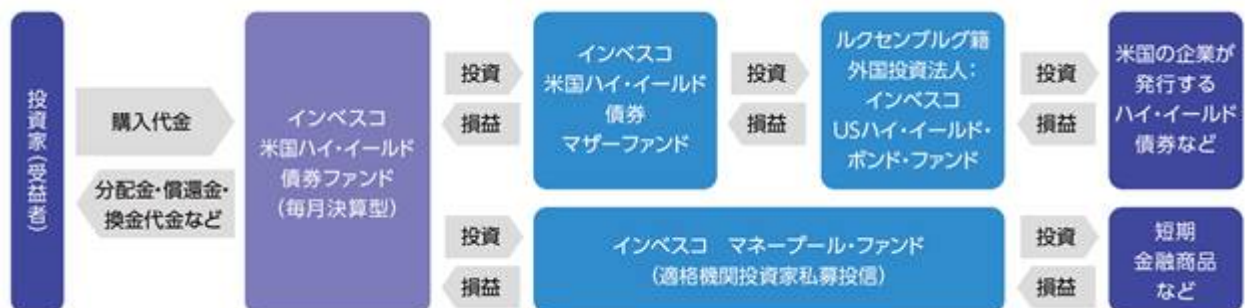 投資家(受益者)
購入代金
分配金・償還金・
換金代金など
インベスコ
米国ハイ・イールド
債券ファンド
(毎月決算型)
投資
損益
インベスコ
米国ハイ・イールド
債券
マザーファンド
投資
損益
ルクセンブルグ籍
外国投資法人:
インベスコ
USハイ・イールド・
ボンド・ファンド
投資
損益
米国の企業が
発行する
ハイ・イールド
債券など
投資
損益
インベスコ マネープール・ファンド
(適格機関投資家私募投信)
投資
損益
短期
金融商品
など